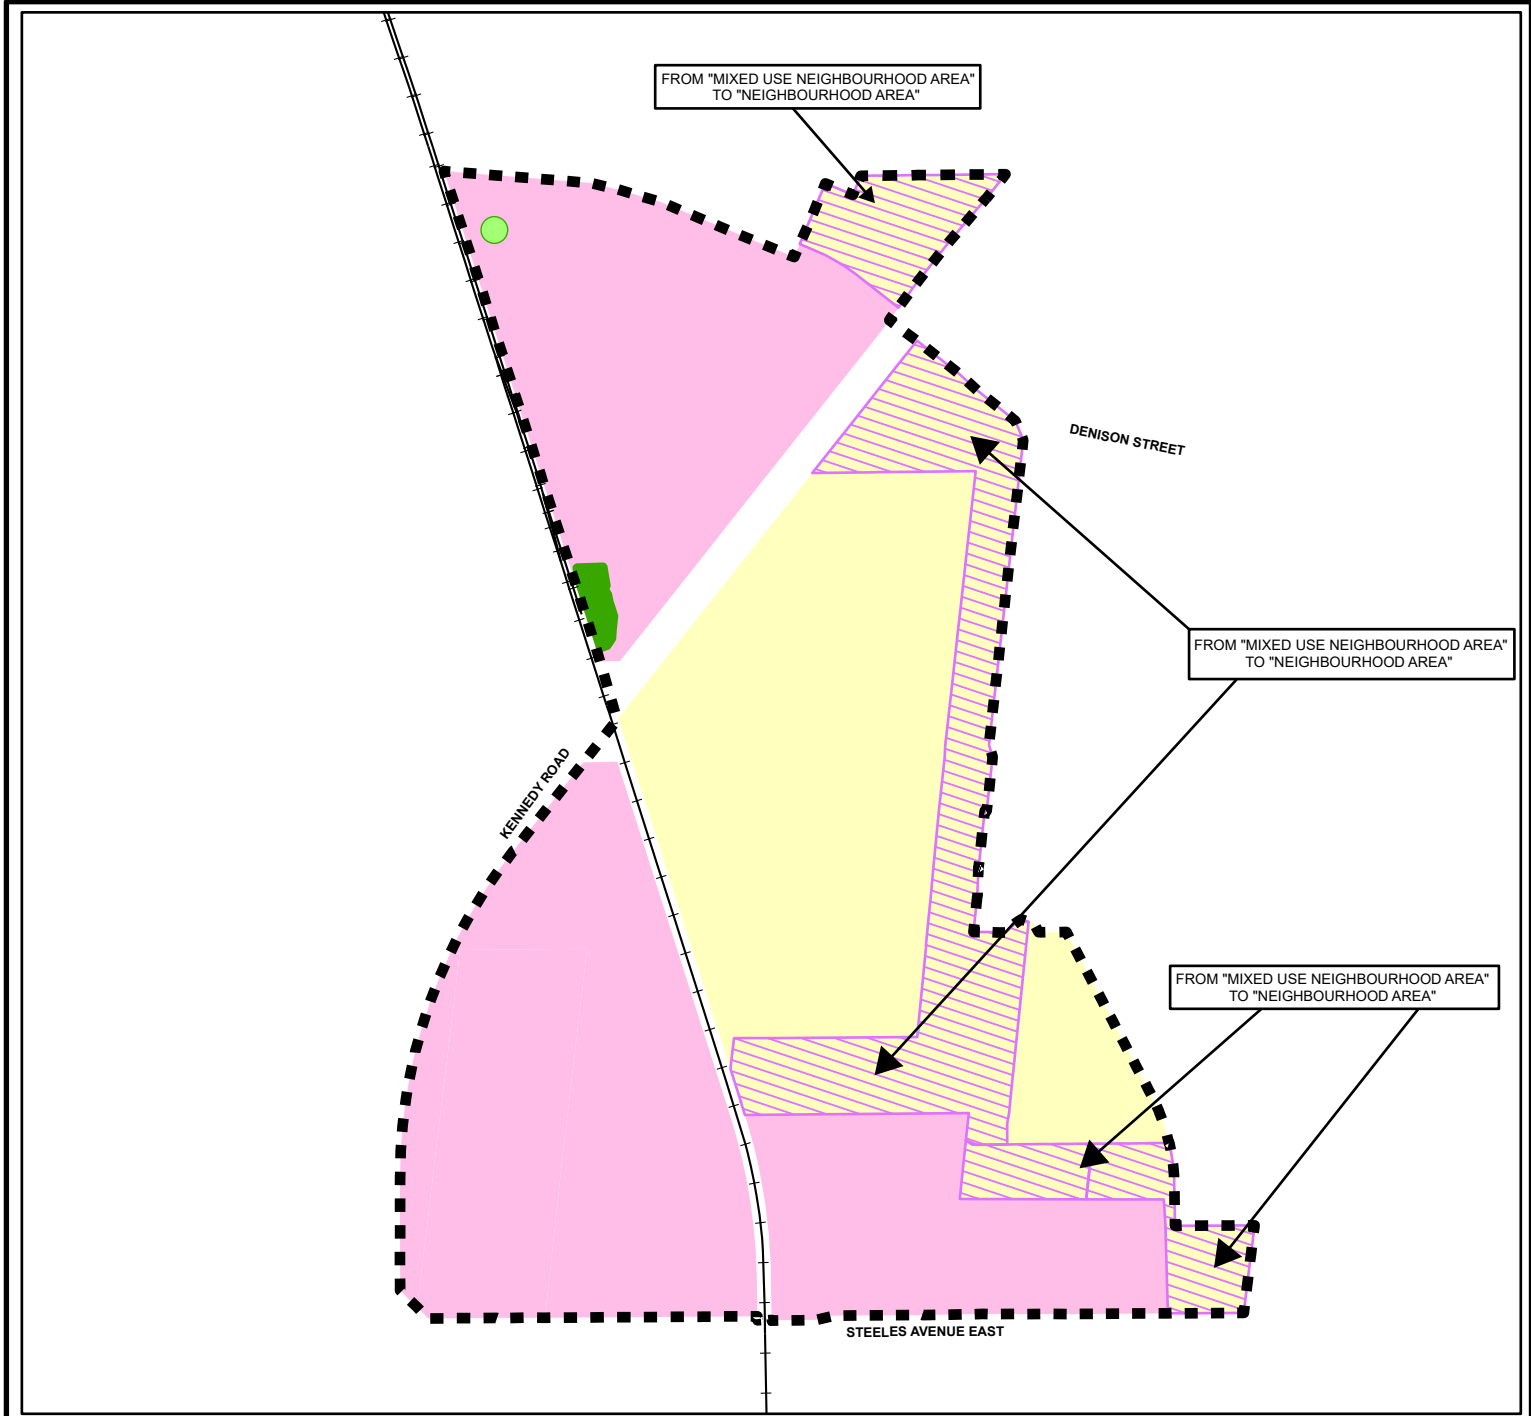 FROM "MIXED USE NEIGHBOURHOOD AREA"
TO "NEIGHBOURHOOD AREA"
DENISON STREET
FROM "MIXED USE NEIGHBOURHOOD AREA"
TO "NEIGHBOURHOOD AREA"
KENNEDY ROAD
FROM "MIXED USE NEIGHBOURHOOD AREA"
TO "NEIGHBOURHOOD AREA"
STEELES AVENUE EAST